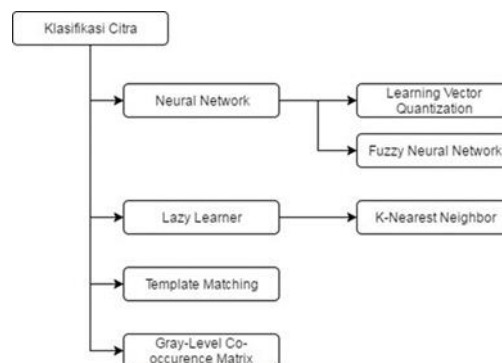 Klasifikasi Citra
Neural Network
Learning Vector
Quantization
Fuzzy Neural Network
Lazy Learner
K-Nearest Neighbor
Template Matching
Gray-Level Co-
occurence Matrix